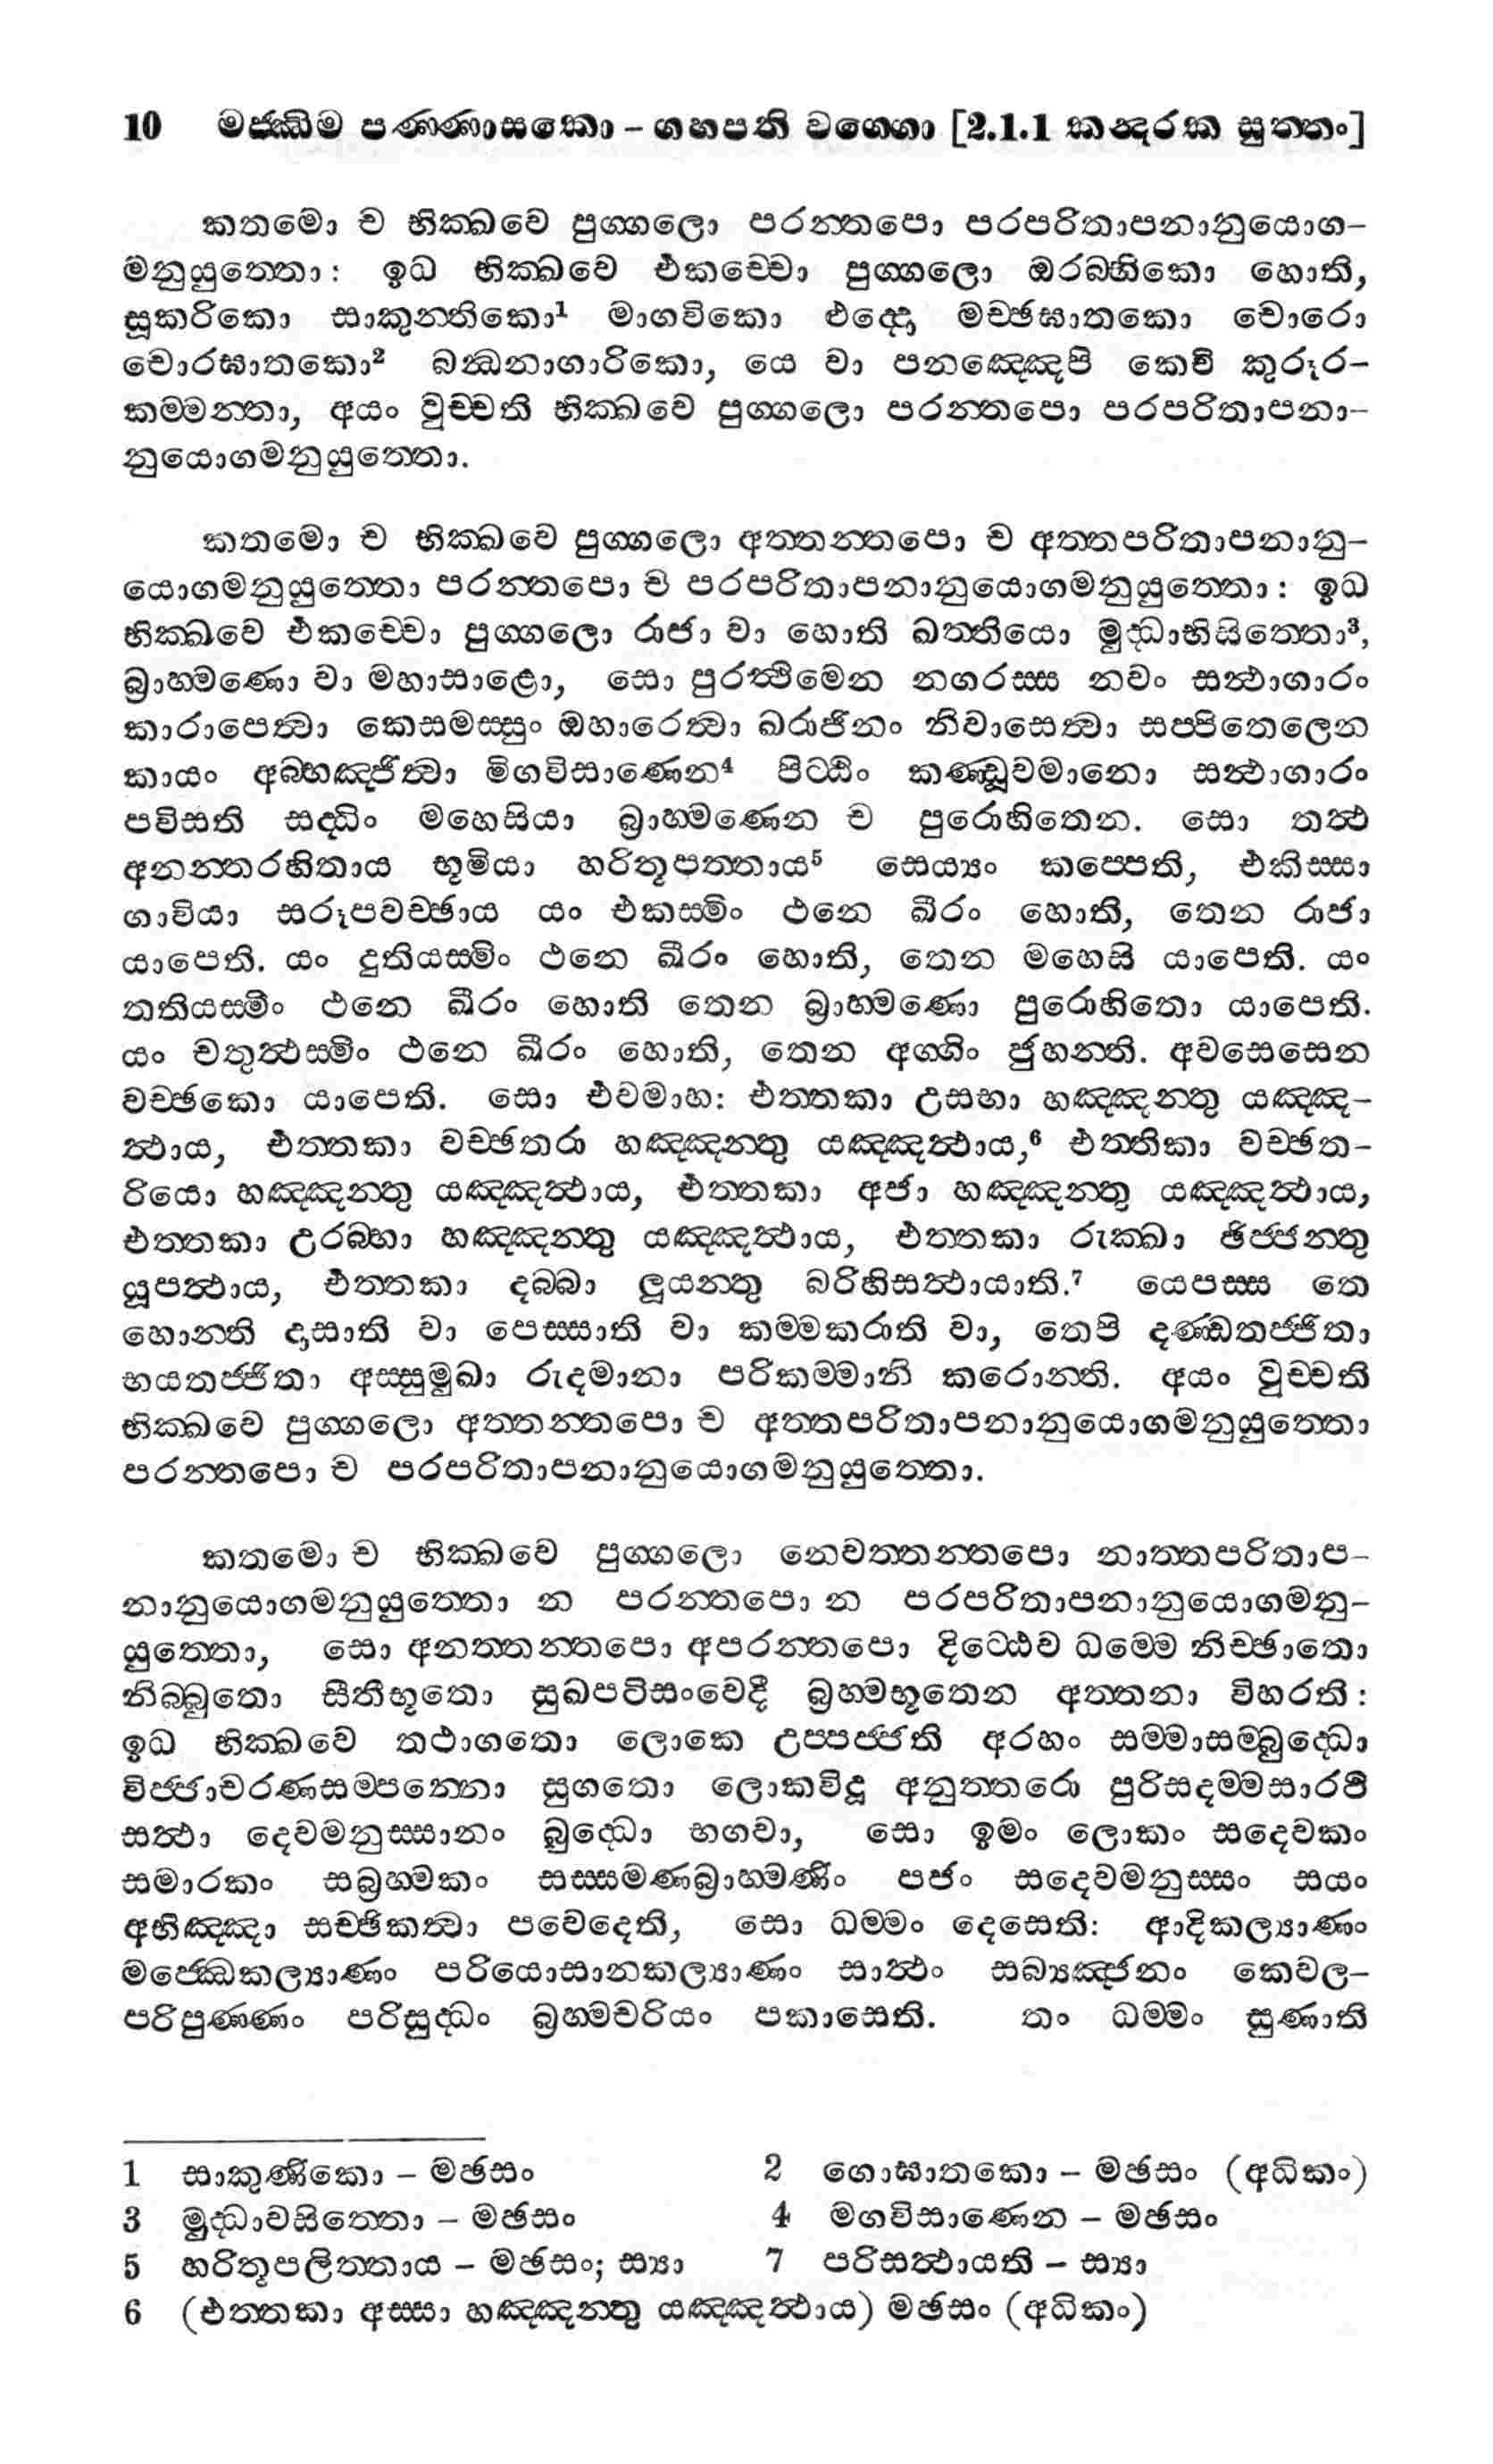 10 මජ්ඣිම පණ්ණාසකො – ගහපති වග්ගො [2.1.1 කන්දරක සුත්තං]
කතමො ච භික්ඛවෙ පුග්ගලො පරන්තපො පරපරිතාපනානුයොග–
මනුයුත්තො: ඉධ භික්ඛවෙ එකච්චො පුග්ගලො ඔරබ්භිකො හොති,
සූකරිකො සාකුන්තිකො¹ මාගවිකො ළුද්දො මච්ඡඝාතකො චොරො
චොරඝාතකො² බන්ධනාගාරිකො, යෙ වා පනඤ්ඤෙපි කෙචි කුරූර–
කම්මන්තා, අයං වුච්චති භික්ඛවෙ පුග්ගලො පරන්තපො පරපරිතාපනා–
නුයොගමනුයුත්තො.
කතමො ච භික්ඛවෙ පුග්ගලො අත්තන්තපො ච අත්තපරිතාපනානු–
යොගමනුයුත්තො පරන්තපො ච පරපරිතාපනානුයොගමනුයුත්තො: ඉධ
භික්ඛවෙ එකච්චො පුග්ගලො රාජා වා හොති ඛත්තියො මුද්ධාභිසිත්තො³,
බ්‍රාහ්මණො වා මහාසාළො, සො පුරත්ථිමෙන නගරස්ස නවං සන්ථාගාරං
කාරාපෙත්වා කෙසමස්සුං ඔහාරෙත්වා ඛරාජිනං නිවාසෙත්වා සප්පිතෙලෙන
කායං අබ්භඤ්ජිත්වා මිගවිසාණෙන⁴ පිට්ඨිං කණ්ඩූවමානො සන්ථාගාරං
පවිසති සද්ධිං මහෙසියා බ්‍රාහ්මණෙන ච පුරොහිතෙන. සො තත්ථ
අනන්තරහිතාය භූමියා හරිතූපත්තාය⁵ සෙය්‍යං කප්පෙති, එකිස්සා
ගාවියා සරූපවච්ඡාය යං එකස්මිං ථනෙ ඛීරං හොති, තෙන රාජා
යාපෙති. යං දුතියස්මිං ථනෙ ඛීරං හොති, තෙන මහෙසි යාපෙති. යං
තතියස්මිං ථනෙ ඛීරං හොති තෙන බ්‍රාහ්මණො පුරොහිතො යාපෙති.
යං චතුත්ථස්මිං ථනෙ ඛීරං හොති, තෙන අග්ගිං ජුහන්ති. අවසෙසෙන
වච්ඡකො යාපෙති. සො එවමාහ: එත්තකා උසභා හඤ්ඤන්තු යඤ්ඤ–
ත්ථාය, එත්තකා වච්ඡතරා හඤ්ඤන්තු යඤ්ඤත්ථාය,⁶ එත්තිකා වච්ඡත–
රියො හඤ්ඤන්තු යඤ්ඤත්ථාය, එත්තකා අජා හඤ්ඤන්තු යඤ්ඤත්ථාය,
එත්තකා උරබ්භා හඤ්ඤන්තු යඤ්ඤත්ථාය, එත්තකා රුක්ඛා ඡිජ්ජන්තු
යූපත්ථාය, එත්තකා දබ්බා ලූයන්තු බරිහිසත්ථායාති.⁷ යෙපස්ස තෙ
හොන්ති දාසාති වා පෙස්සාති වා කම්මකරාති වා, තෙපි දණ්ඩතජ්ජිතා
භයතජ්ජිතා අස්සුමුඛා රුදමානා පරිකම්මානි කරොන්ති. අයං වුච්චති
භික්ඛවෙ පුග්ගලො අත්තන්තපො ච අත්තපරිතාපනානුයොගමනුයුත්තො
පරන්තපො ච පරපරිතාපනානුයොගමනුයුත්තො.
කතමො ච භික්ඛවෙ පුග්ගලො නෙවත්තන්තපො නාත්තපරිතාප–
නානුයොගමනුයුත්තො න පරන්තපො න පරපරිතාපනානුයොගමනු–
යුත්තො, සො අනත්තන්තපො අපරන්තපො දිට්ඨෙව ධම්මෙ නිච්ඡාතො
නිබ්බුතො සීතීභූතො සුඛපටිසංවෙදී බ්‍රහ්මභූතෙන අත්තනා විහරති:
ඉධ භික්ඛවෙ තථාගතො ලොකෙ උප්පජ්ජති අරහං සම්මාසම්බුද්ධො
විජ්ජාචරණසම්පන්නො සුගතො ලොකවිදූ අනුත්තරො පුරිසදම්මසාරථි
සත්ථා දෙවමනුස්සානං බුද්ධො භගවා, සො ඉමං ලොකං සදෙවකං
සමාරකං සබ්‍රහ්මකං සස්සමණබ්‍රාහ්මණිං පජං සදෙවමනුස්සං සයං
අභිඤ්ඤා සච්ඡිකත්වා පවෙදෙති, සො ධම්මං දෙසෙති: ආදිකල්‍යාණං
මජ්ඣෙකල්‍යාණං පරියොසානකල්‍යාණං සාත්ථං සබ්‍යඤ්ජනං කෙවල–
පරිපුණ්ණං පරිසුද්ධං බ්‍රහ්මචරියං පකාසෙති. තං ධම්මං සුණාති
1 සාකුණිකො – මඡසං 2 ගොඝාතකො – මඡසං (අධිකං)
3 මුද්ධාවසිත්තො – මඡසං 4 මගවිසාණෙන – මඡසං
5 හරිතූපලිත්තාය – මඡසං; ස්‍යා 7 පරිසත්ථායති – ස්‍යා
6 (එත්තකා අස්සා හඤ්ඤන්තු යඤ්ඤත්ථාය) මඡසං (අධිකං)